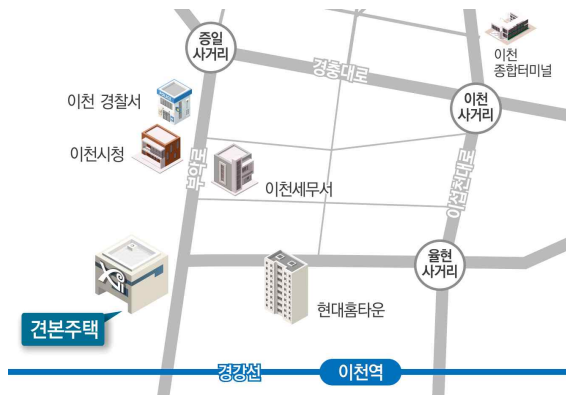 증일
사거리
이천
종합터미널
경충대로
이천 경찰서
이천
사거리
이천시청
부악로
이천세무서
이섭천대로
율현
사거리
Xi
현대홈타운
견본주택
경강선
이천역